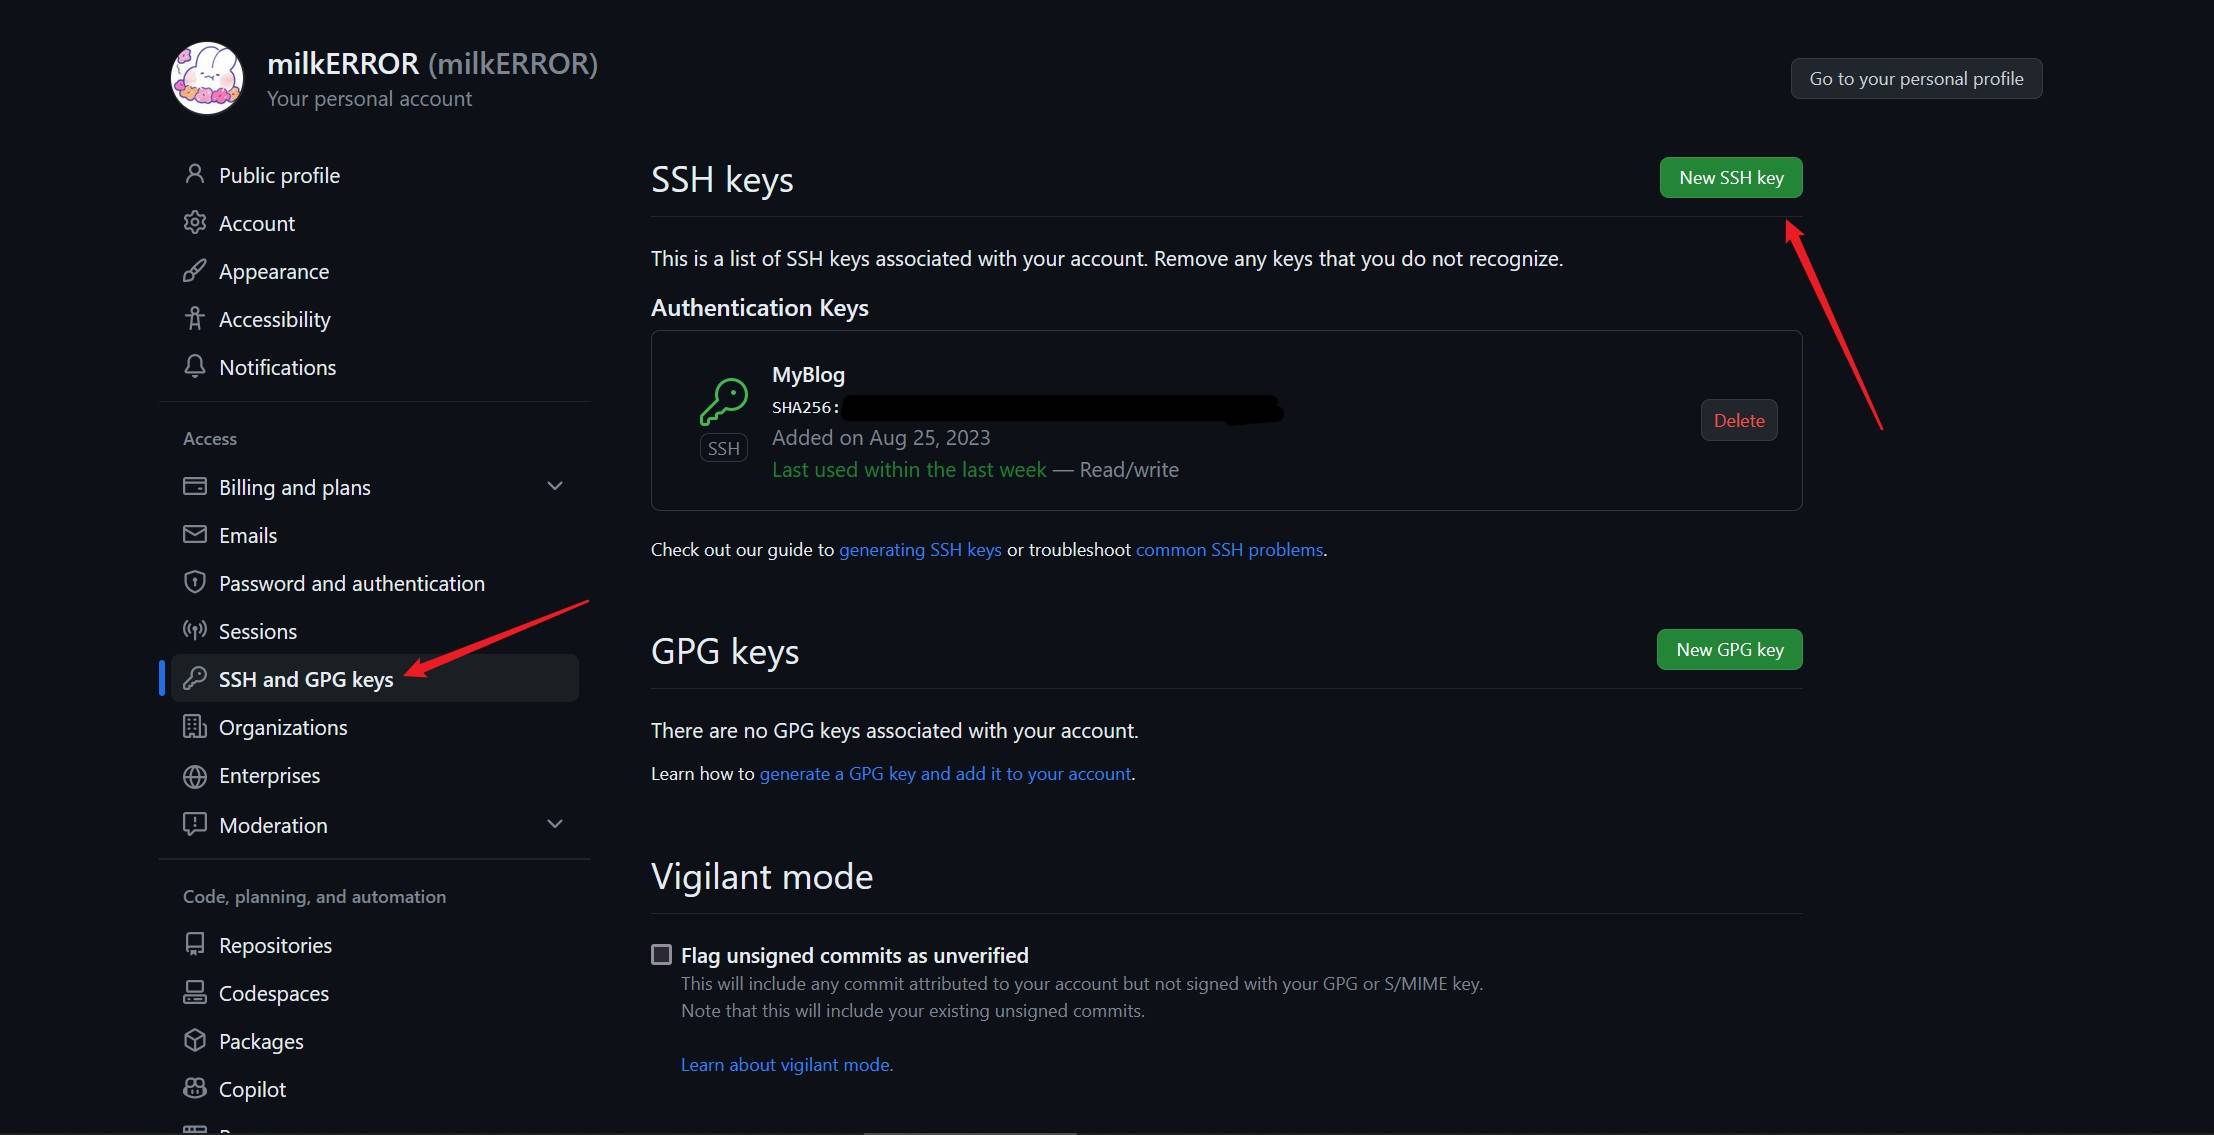 milkERROR (milkERROR)
Your personal account
Go to your personal profile
Public profile
Account
Appearance
Accessibility
Notifications
Access
Billing and plans
Emails
Password and authentication
Sessions
SSH and GPG keys
Organizations
Enterprises
Moderation
Code, planning, and automation
Repositories
Codespaces
Packages
Copilot
SSH keys
New SSH key
This is a list of SSH keys associated with your account. Remove any keys that you do not recognize.
Authentication Keys
MyBlog
SHA256:
Added on Aug 25, 2023
Last used within the last week — Read/write
SSH
Delete
Check out our guide to generating SSH keys or troubleshoot common SSH problems.
GPG keys
New GPG key
There are no GPG keys associated with your account.
Learn how to generate a GPG key and add it to your account.
Vigilant mode
Flag unsigned commits as unverified
This will include any commit attributed to your account but not signed with your GPG or S/MIME key.
Note that this will include your existing unsigned commits.
Learn about vigilant mode.